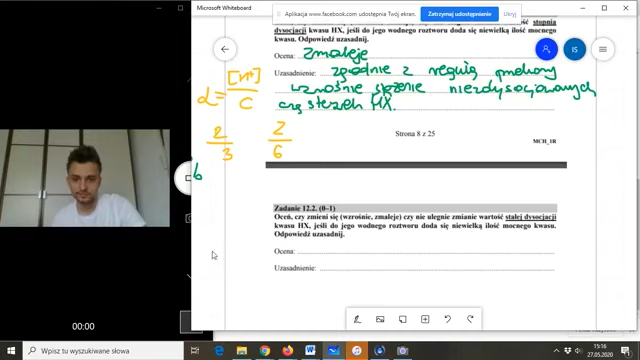 Microsoft Whiteboard
Aplikacja www.facebook.com udostępnia Twój ekran.
Zatrzymaj udostępnianie
Ukryj
stopnia
dysocjacji kwasu HX, jeśli do jego wodnego roztworu doda się niewielką ilość mocnego
kwasu. Odpowiedź uzasadnij.
IS
Ocena: zmaleje
Uzasadnienie: zgodnie z regułą przekory
wzrośnie stężenie niezdysocjowanych
cząsteczek HX.
α = [H+] / C
2/3 2/6
Strona 8 z 25
MCH_1R
b
Zadanie 12.2. (0–1)
Oceń, czy zmieni się (wzrośnie, zmaleje) czy nie ulegnie zmianie wartość stałej dysocjacji
kwasu HX, jeśli do jego wodnego roztworu doda się niewielką ilość mocnego kwasu.
Odpowiedź uzasadnij.
Ocena:
Uzasadnienie:
00:00
Wpisz tu wyszukiwane słowa
15:16
27.05.2020